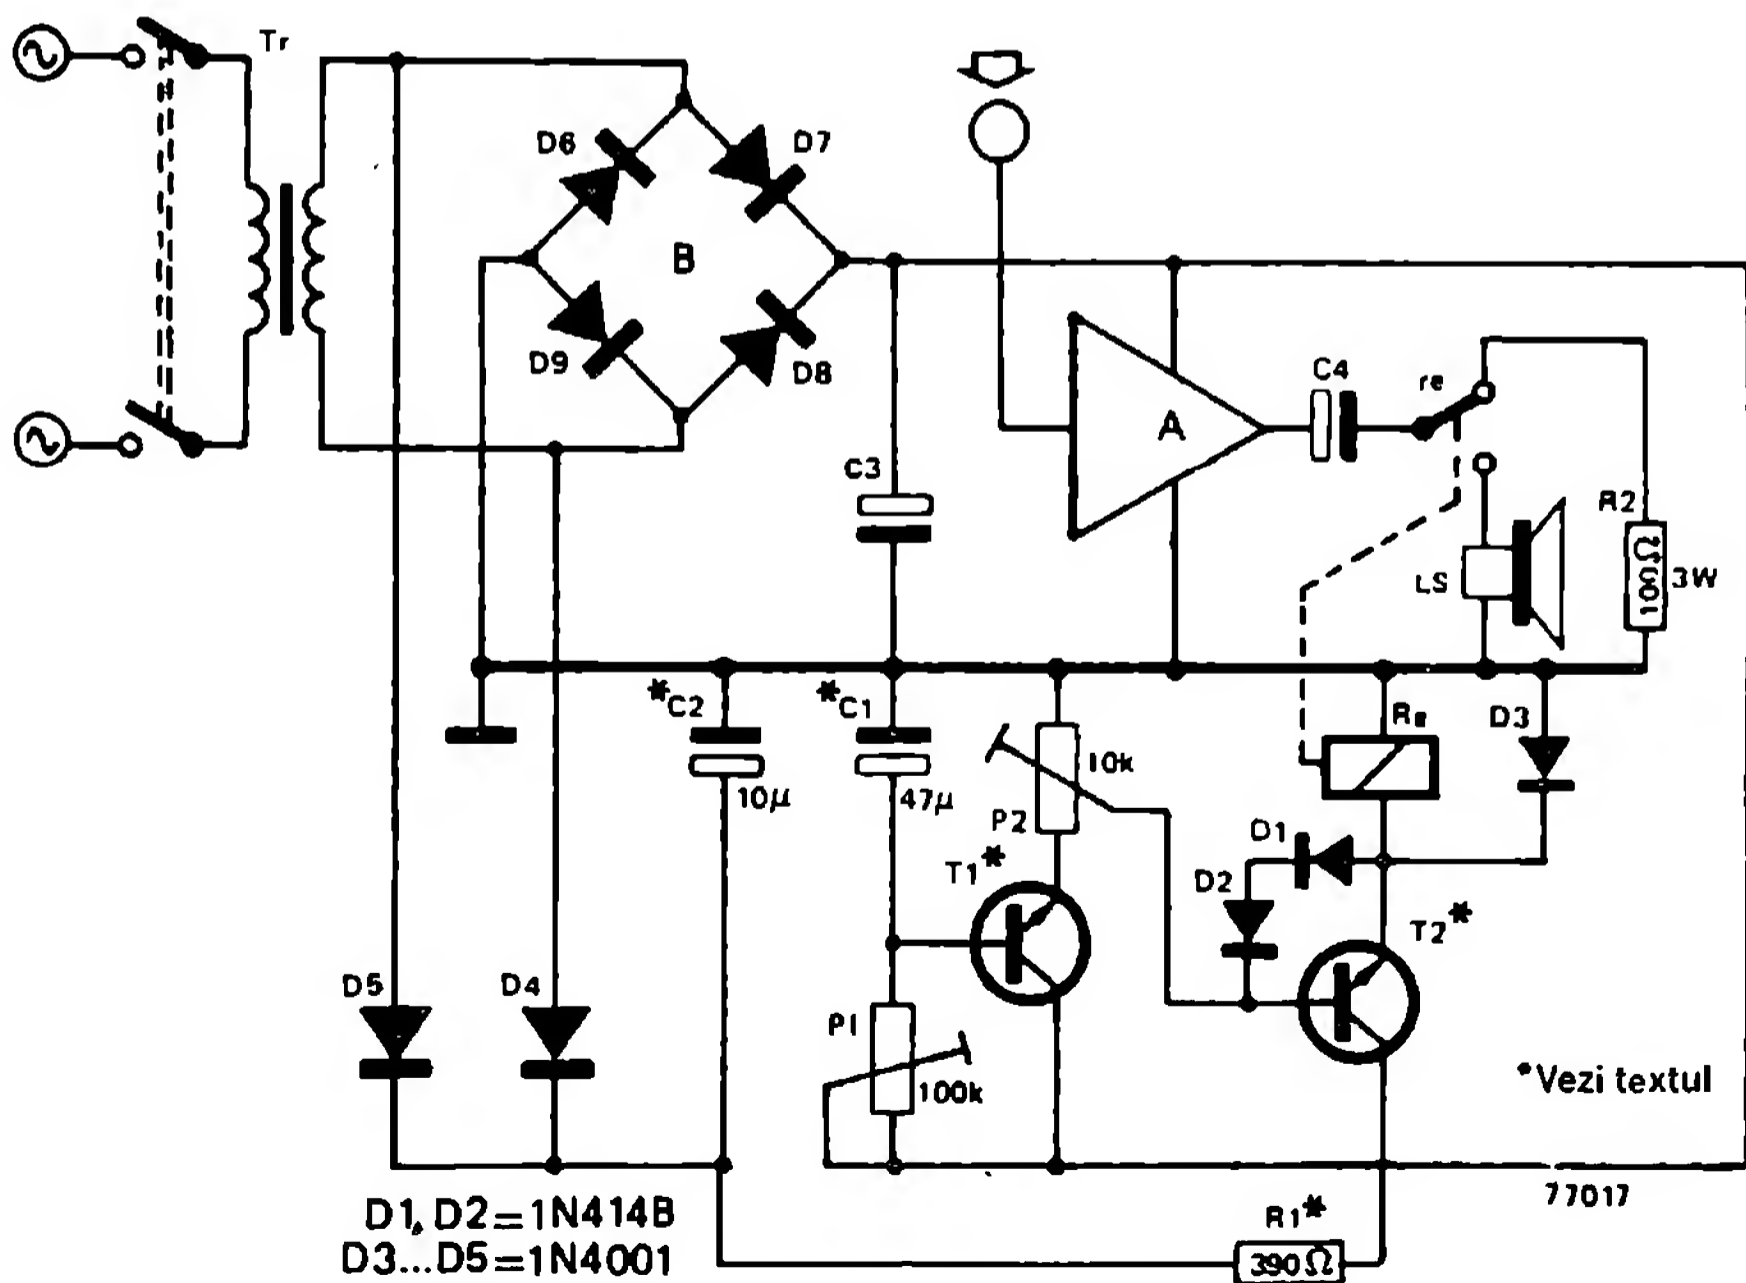 Tr
D6
D7
B
D9
D8
A
C4
re
C3
R2
100Ω
3W
LS
*C2
10μ
*C1
47μ
10k
P2
Re
D3
D1
D2
T1*
T2*
D5
D4
P1
100k
*Vezi textul
77017
R1*
390Ω
D1, D2=1N414B
D3...D5=1N4001